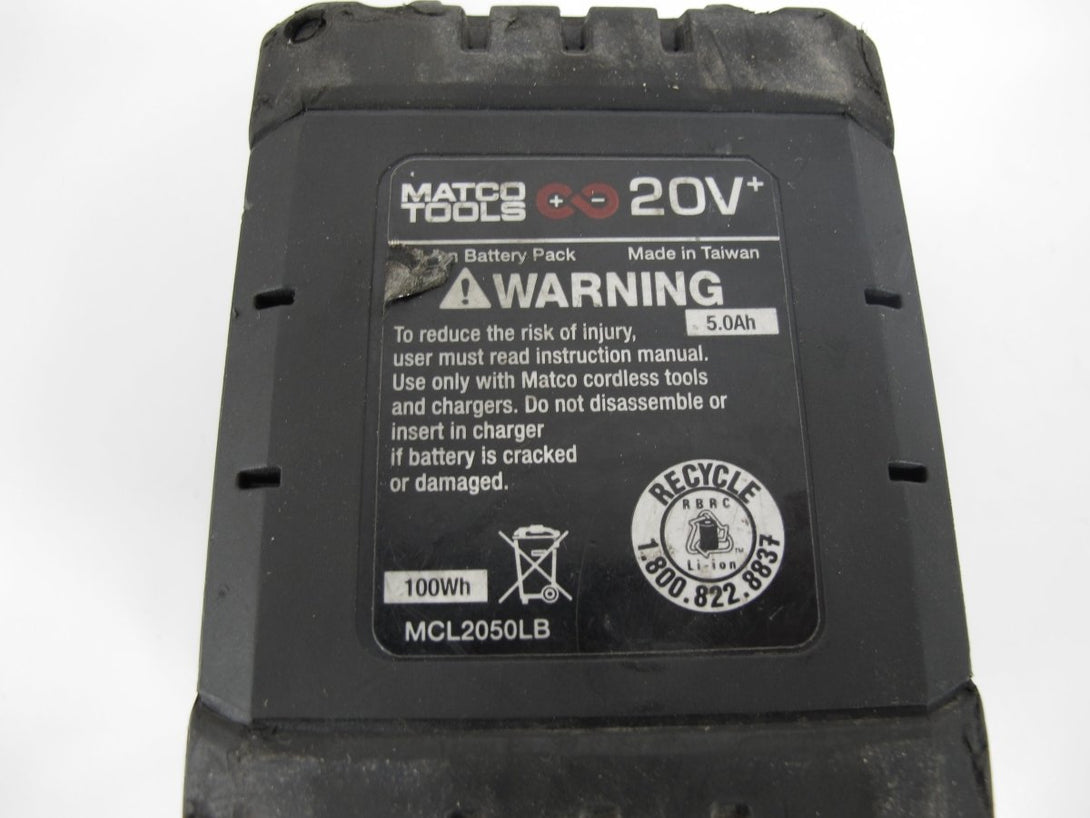 MATCO
TOOLS
+ -
20V+
Battery Pack
Made in Taiwan
WARNING
5.0Ah
To reduce the risk of injury,
user must read instruction manual.
Use only with Matco cordless tools
and chargers. Do not disassemble or
insert in charger
if battery is cracked
or damaged.
RECYCLE
RBRC
Li-ion
1.800.822.8837
100Wh
MCL2050LB